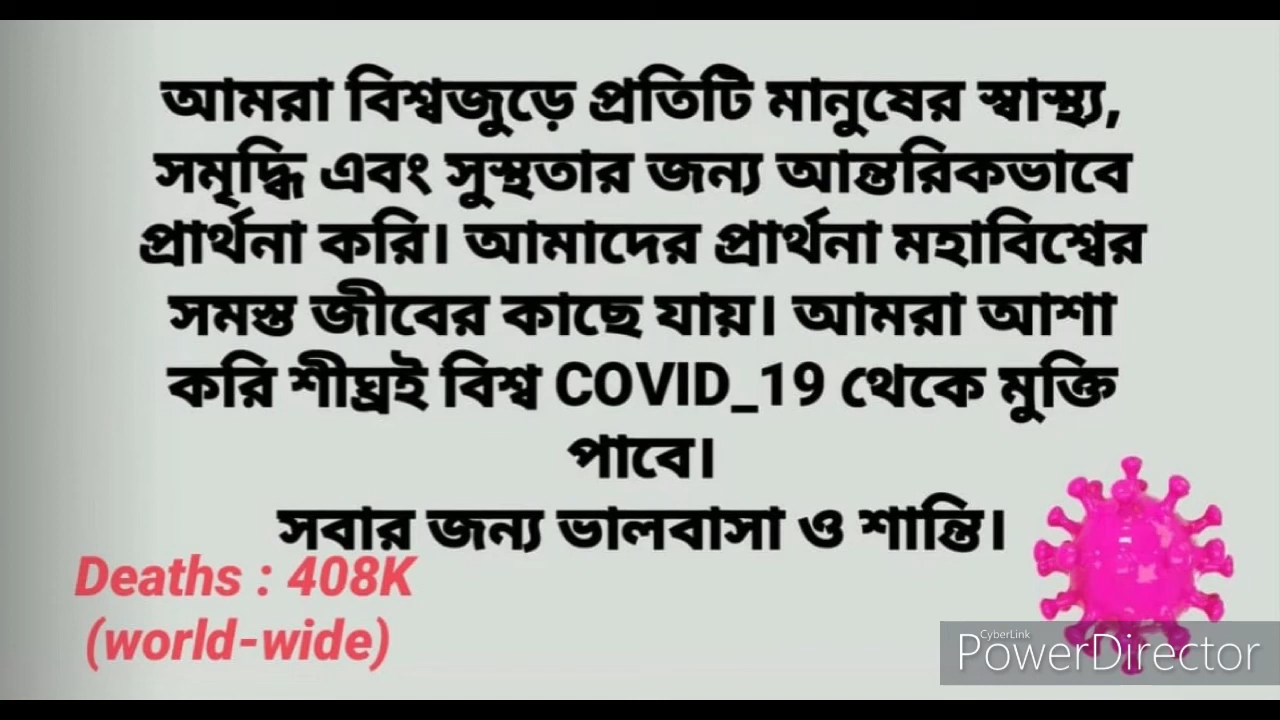 আমরা বিশ্বজুড়ে প্রতিটি মানুষের স্বাস্থ্য,
সমৃদ্ধি এবং সুস্থতার জন্য আন্তরিকভাবে
প্রার্থনা করি। আমাদের প্রার্থনা মহাবিশ্বের
সমস্ত জীবের কাছে যায়। আমরা আশা
করি শীঘ্রই বিশ্ব COVID_19 থেকে মুক্তি
পাবে।
সবার জন্য ভালবাসা ও শান্তি।
Deaths : 408K
(world-wide)
CyberLink
PowerDirector